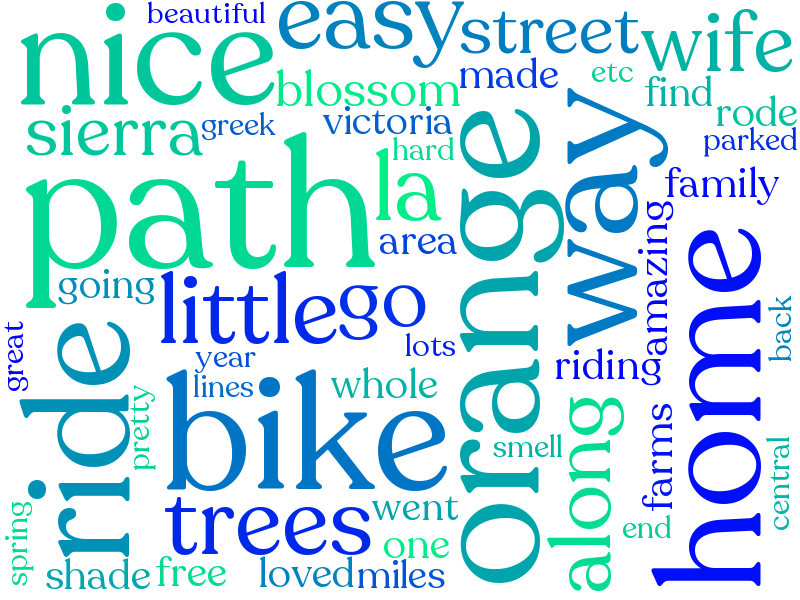 beautiful
easy
street
wife
nice
made
etc
find
blossom
rode
sierra
greek
victoria
parked
hard
path
la
area
orange
way
family
amazing
going
little
go
home
great
ride
year
lots
back
riding
lines
whole
pretty
bike
smell
along
farms
central
trees
went
one
end
spring
shade
free
loved
miles